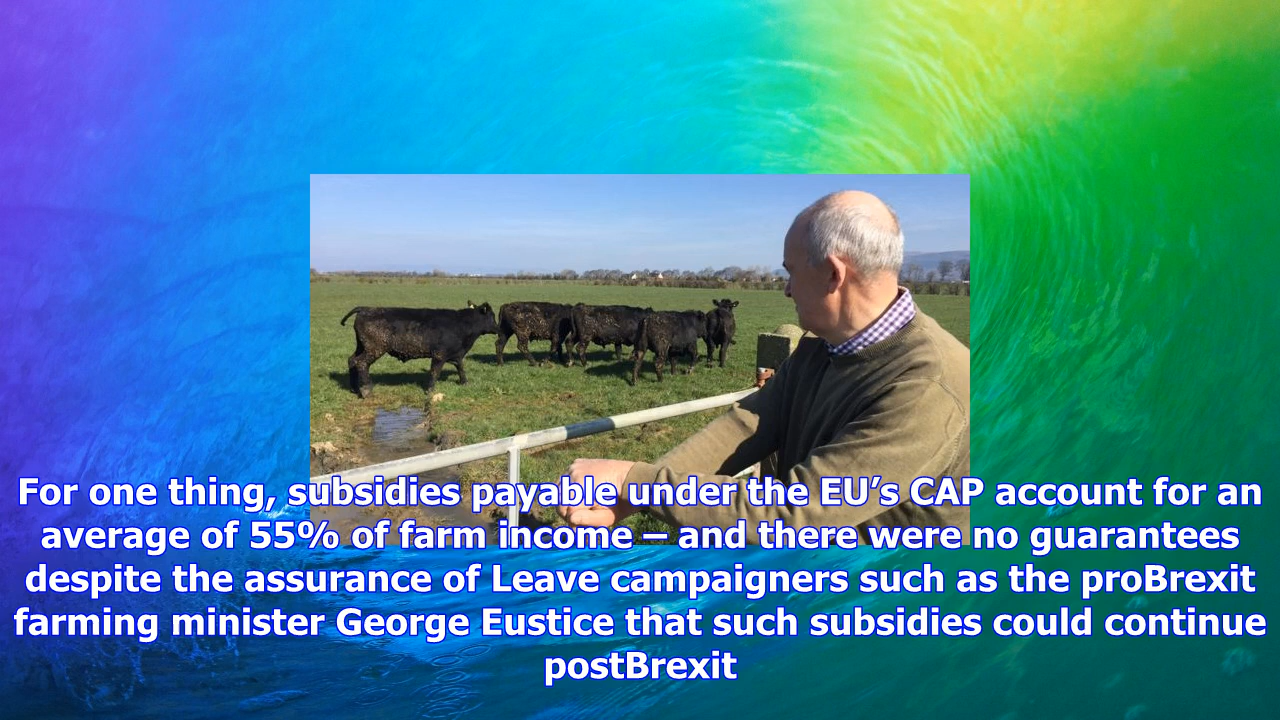 For one thing, subsidies payable under the EU’s CAP account for an
average of 55% of farm income – and there were no guarantees
despite the assurance of Leave campaigners such as the proBrexit
farming minister George Eustice that such subsidies could continue
postBrexit